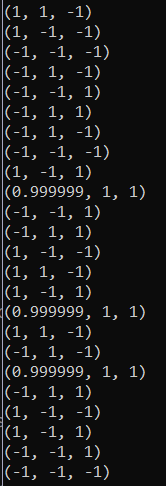 (1, 1, -1)
(1, -1, -1)
(-1, -1, -1)
(-1, 1, -1)
(-1, -1, 1)
(-1, 1, 1)
(-1, 1, -1)
(-1, -1, -1)
(1, -1, 1)
(0.999999, 1, 1)
(-1, -1, 1)
(-1, 1, 1)
(1, -1, -1)
(1, 1, -1)
(1, -1, 1)
(0.999999, 1, 1)
(1, 1, -1)
(-1, 1, -1)
(0.999999, 1, 1)
(-1, 1, 1)
(1, -1, -1)
(1, -1, 1)
(-1, -1, 1)
(-1, -1, -1)